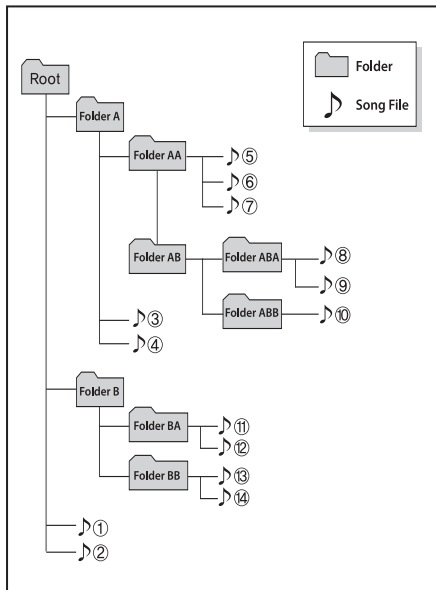 Folder
Song File
Root
Folder A
Folder AA
⑤
⑥
⑦
Folder AB
Folder ABA
⑧
⑨
Folder ABB
⑩
③
④
Folder B
Folder BA
⑪
⑫
Folder BB
⑬
⑭
①
②